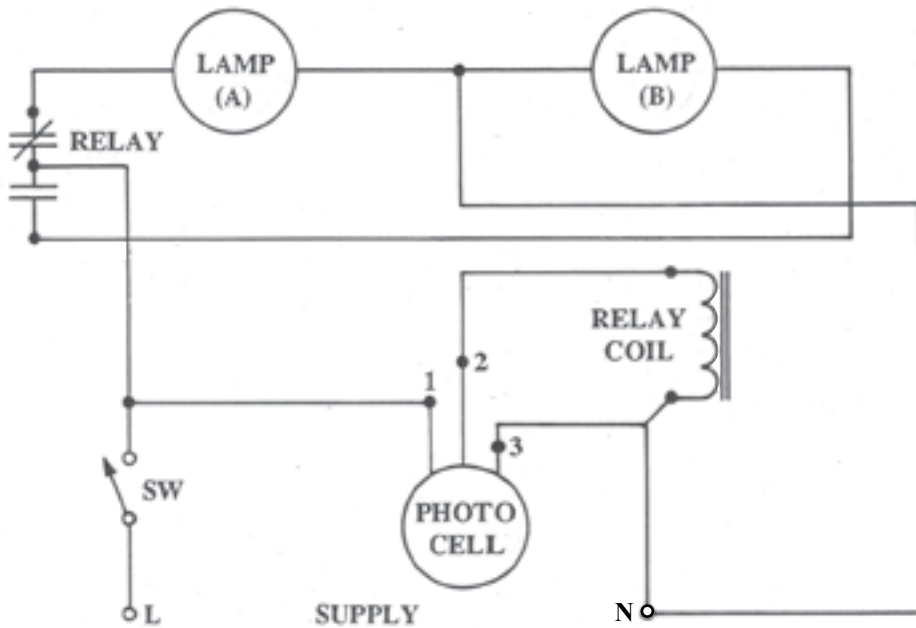 LAMP
(A)
LAMP
(B)
RELAY
RELAY
COIL
2
1
3
SW
PHOTO
CELL
L
SUPPLY
N